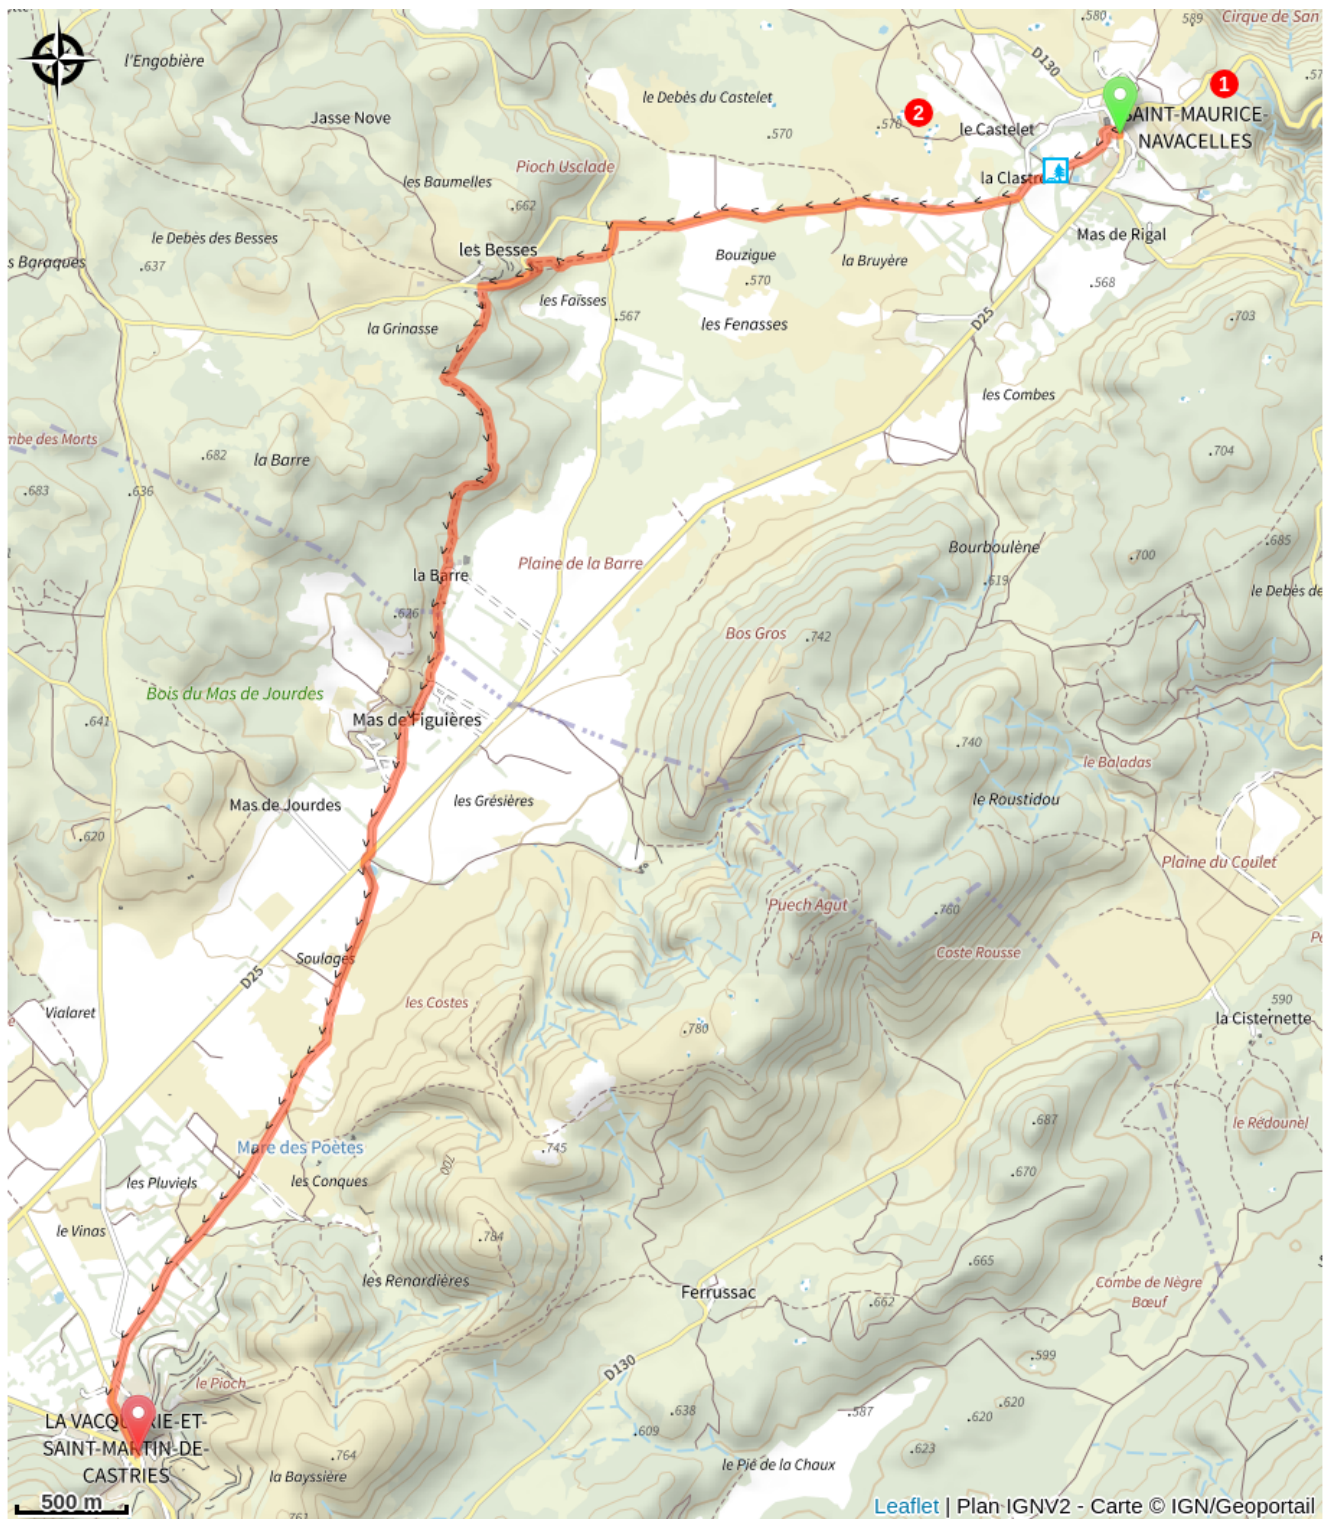 .580
589
Cirque de San
D130
l'Engobière
.57
1
le Debès du Castelet
2
Jasse Nove
.570
.570
le Castelet
SAINT-MAURICE-
NAVACELLES
Pioch Usclade
les Baumelles
la Clastre
.662
le Debès des Besses
les Besses
Mas de Rigal
s Baraques
.637
Bouzigue
la Bruyère
.570
.568
les Faïsses
.567
les Fenasses
D25
.703
la Grinasse
les Combes
mbe des Morts
.682
la Barre
.704
.683
.636
Bourboulène
.700
.685
Plaine de la Barre
la Barre
.619
le Debès de
.626
Bos Gros
.742
Bois du Mas de Jourdes
.641
Mas de Figuières
.740
le Baladas
Mas de Jourdes
les Grésières
le Roustidou
.620
Plaine du Coulet
Puech Agut
.760
Soulages
Coste Rousse
D25
les Costes
.590
Vialaret
la Cisternette
.780
.687
le Rédounel
Mare des Poètes
.745
700
les Pluviels
les Conques
.670
le Vinas
.784
.665
les Renardières
Combe de Nègre
Bœuf
Ferrussac
.662
.599
D130
le Pioch
.638
.587
.620
.620
LA VACQUERIE-ET-
SAINT-MARTIN-DE-
CASTRIES
.609
.623
.764
la Bayssière
le Pié de la Chaux
500 m
761
Leaflet | Plan IGNV2 - Carte © IGN/Geoportail